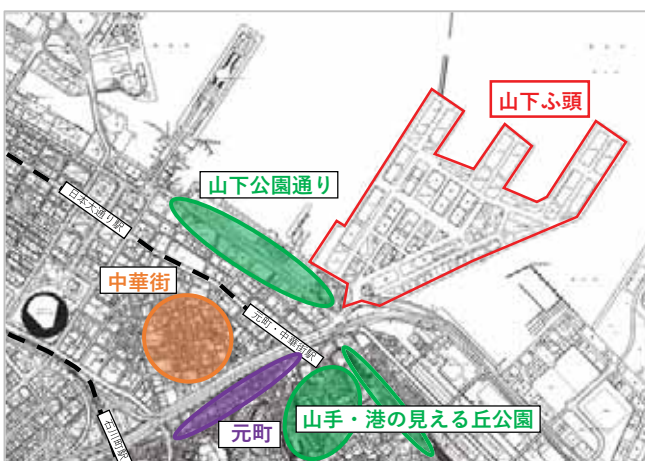 山下ふ頭
山下公園通り
日本大通り駅
中華街
元町・中華街駅
山手・港の見える丘公園
元町
石川町駅